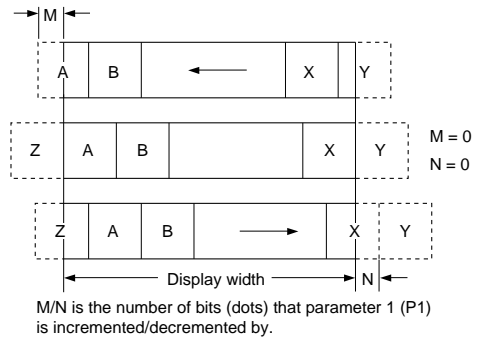 M
A B X Y
Z A B X Y M = 0
N = 0
Z A B X Y
Display width N
M/N is the number of bits (dots) that parameter 1 (P1)
is incremented/decremented by.